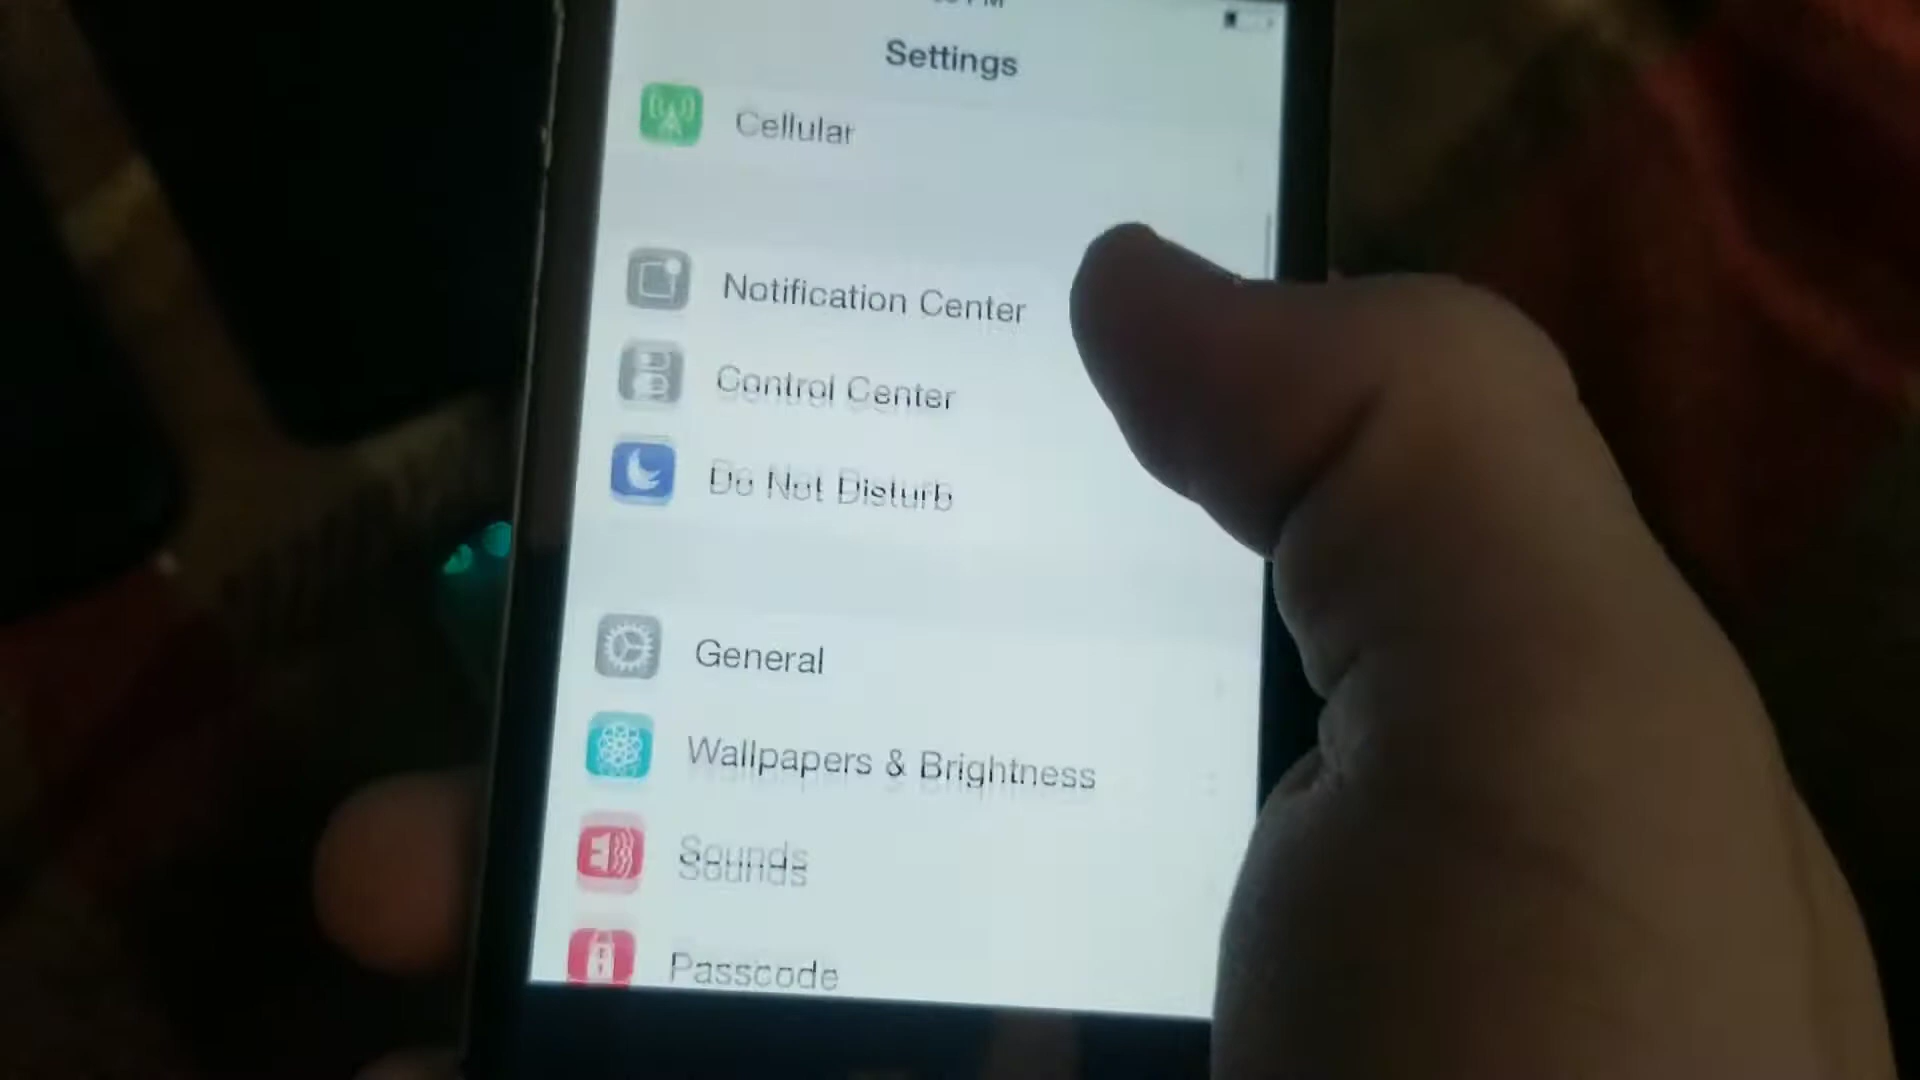 Settings
Cellular
Notification Center
Control Center
Do Not Disturb
General
Wallpapers & Brightness
Sounds
Passcode